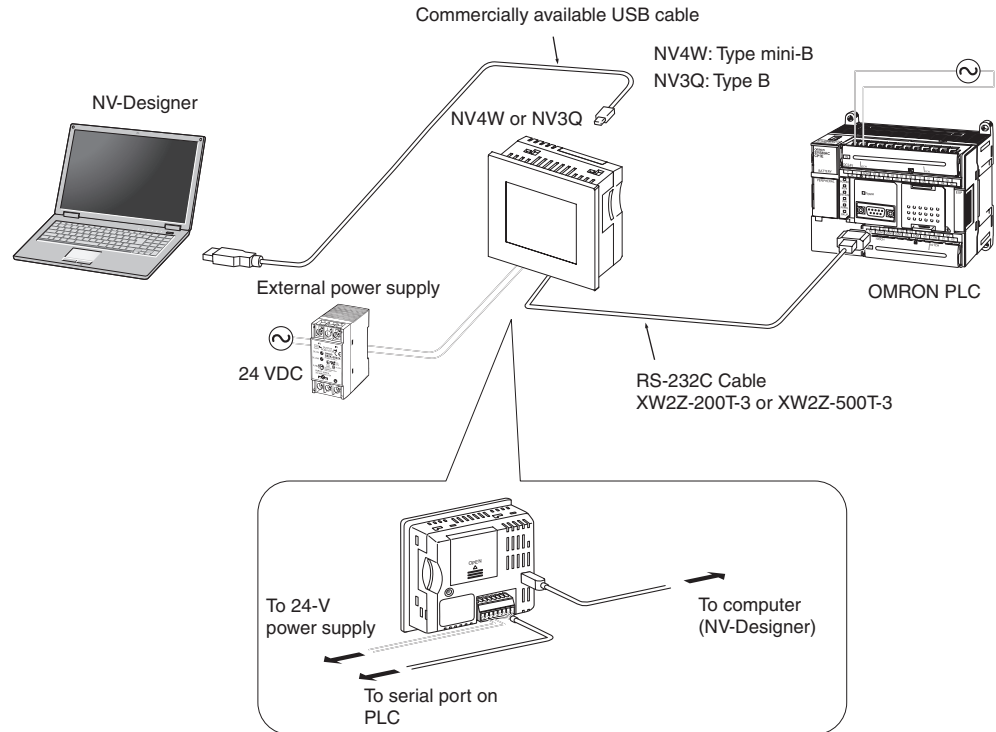 Commercially available USB cable
NV4W: Type mini-B
NV3Q: Type B
NV-Designer
NV4W or NV3Q
External power supply
24 VDC
OMRON PLC
RS-232C Cable
XW2Z-200T-3 or XW2Z-500T-3
OPEN
To 24-V
power supply
To computer
(NV-Designer)
To serial port on
PLC